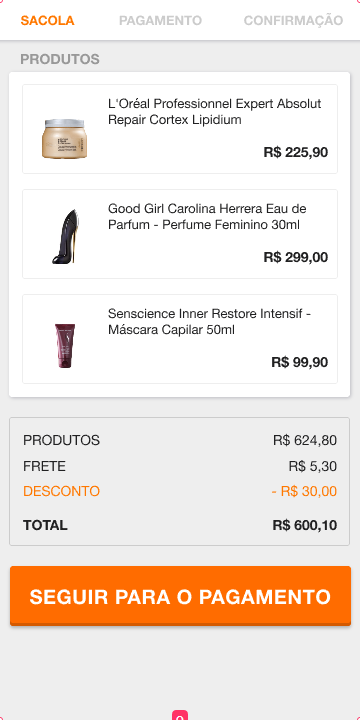 SACOLA PAGAMENTO CONFIRMAÇÃO
PRODUTOS
L'Oréal Professionnel Expert Absolut
Repair Cortex Lipidium
R$ 225,90
Good Girl Carolina Herrera Eau de
Parfum - Perfume Feminino 30ml
R$ 299,00
Senscience Inner Restore Intensif -
Máscara Capilar 50ml
R$ 99,90
PRODUTOS R$ 624,80
FRETE R$ 5,30
DESCONTO - R$ 30,00
TOTAL R$ 600,10
SEGUIR PARA O PAGAMENTO